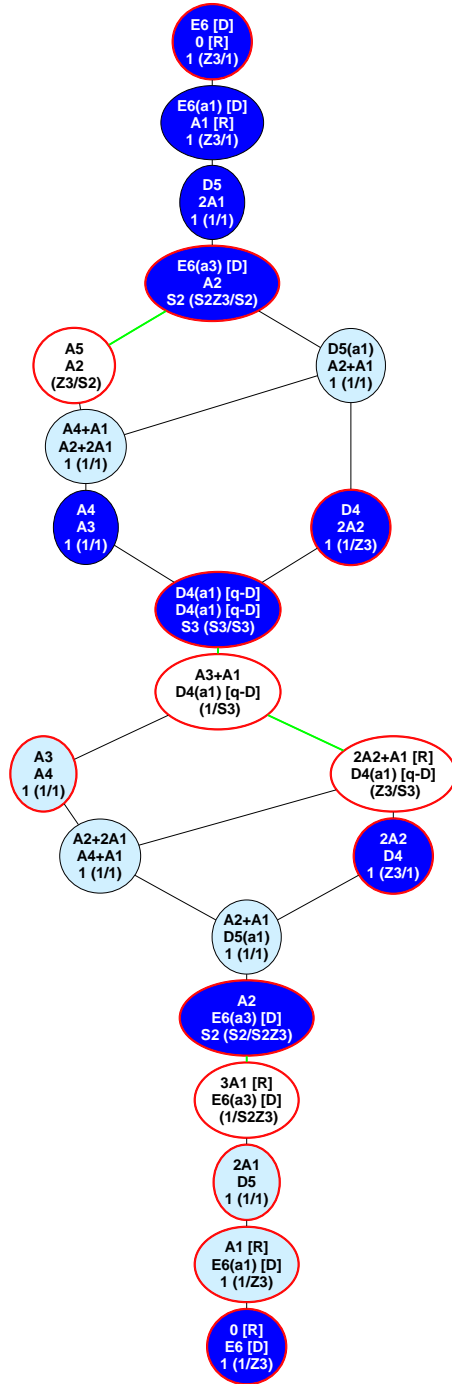 E6 [D]
0 [R]
1 (Z3/1)
E6(a1) [D]
A1 [R]
1 (Z3/1)
D5
2A1
1 (1/1)
E6(a3) [D]
A2
S2 (S2Z3/S2)
A5
A2
(Z3/S2)
D5(a1)
A2+A1
1 (1/1)
A4+A1
A2+2A1
1 (1/1)
A4
A3
1 (1/1)
D4
2A2
1 (1/Z3)
D4(a1) [q-D]
D4(a1) [q-D]
S3 (S3/S3)
A3+A1
D4(a1) [q-D]
(1/S3)
A3
A4
1 (1/1)
2A2+A1 [R]
D4(a1) [q-D]
(Z3/S3)
A2+2A1
A4+A1
1 (1/1)
2A2
D4
1 (Z3/1)
A2+A1
D5(a1)
1 (1/1)
A2
E6(a3) [D]
S2 (S2/S2Z3)
3A1 [R]
E6(a3) [D]
(1/S2Z3)
2A1
D5
1 (1/1)
A1 [R]
E6(a1) [D]
1 (1/Z3)
0 [R]
E6 [D]
1 (1/Z3)